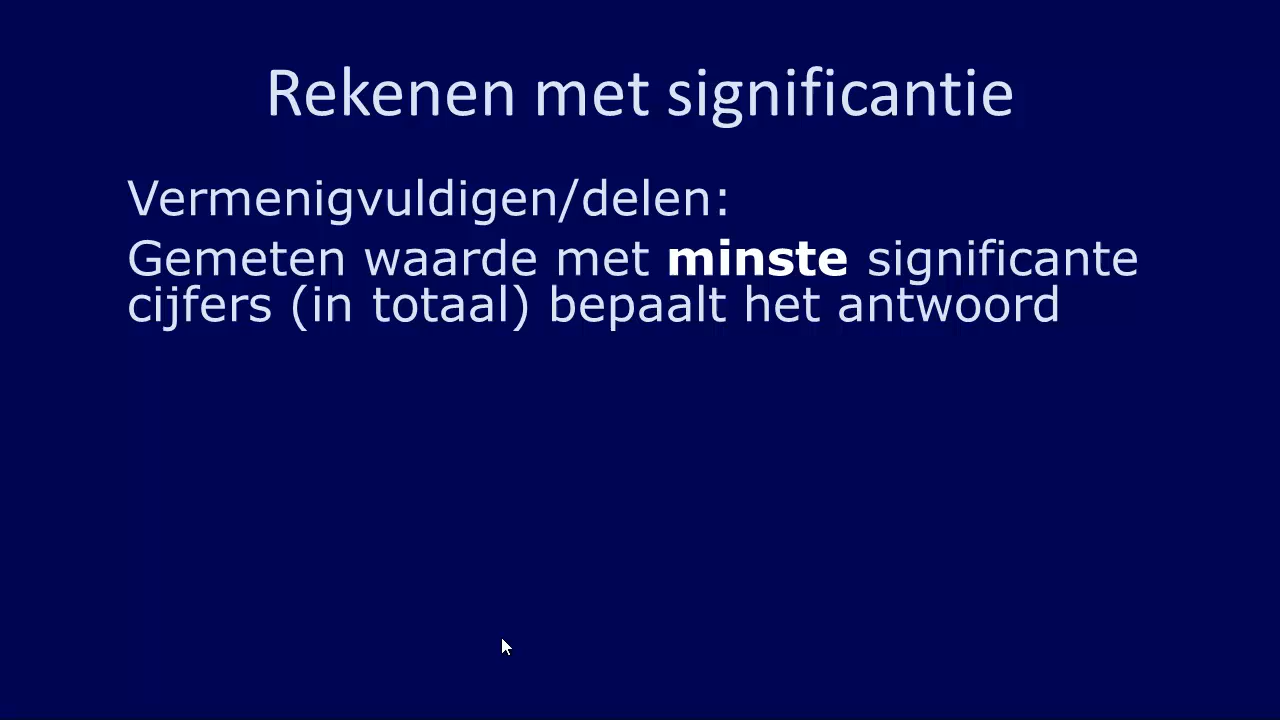 Rekenen met significantie
Vermenigvuldigen/delen:
Gemeten waarde met minste significante
cijfers (in totaal) bepaalt het antwoord